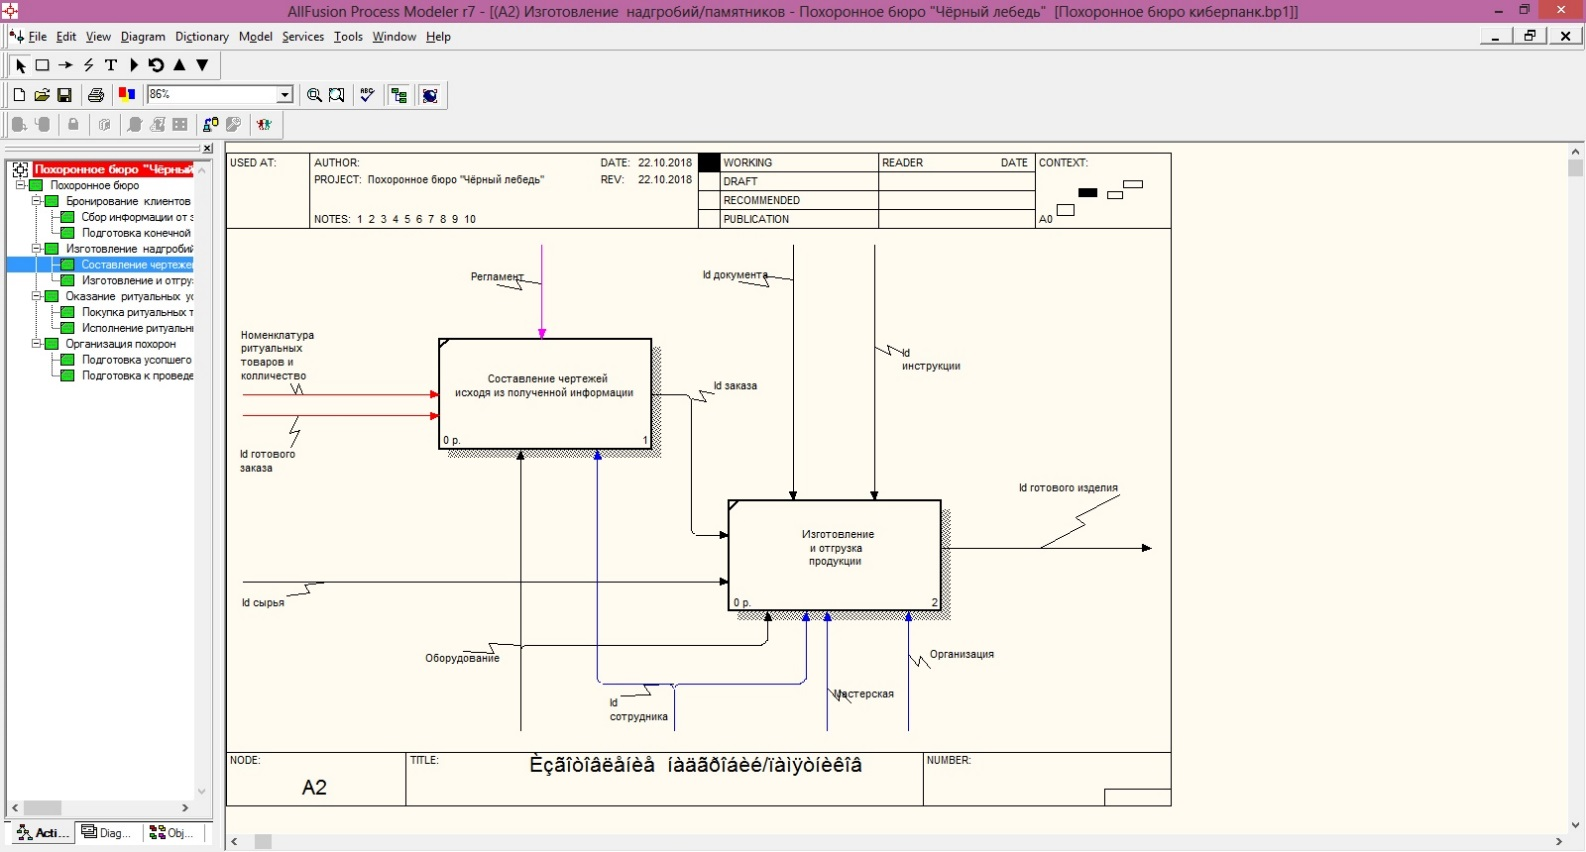 AllFusion Process Modeler r7 - [(A2) Изготовление надгробий/памятников - Похоронное бюро "Чёрный лебедь" [Похоронное бюро киберпанк.bp1]]
File Edit View Diagram Dictionary Model Services Tools Window Help
86%
Похоронное бюро "Чёрный
Похоронное бюро
Бронирование клиентов
Сбор информации от з
Подготовка конечной
Изготовление надгробий
Составление чертежей
Изготовление и отгруз
Оказание ритуальных ус
Покупка ритуальных т
Исполнение ритуальн
Организация похорон
Подготовка усопшего
Подготовка к проведе
Acti... Diag... Obj...
USED AT:
AUTHOR:
PROJECT: Похоронное бюро "Чёрный лебедь"
NOTES: 1 2 3 4 5 6 7 8 9 10
DATE: 22.10.2018
REV: 22.10.2018
WORKING
DRAFT
RECOMMENDED
PUBLICATION
READER DATE
CONTEXT:
A0
Регламент
Id документа
Id
инструкции
Номенклатура
ритуальных
товаров и
колличество
Составление чертежей
исходя из полученной информации
0 р. 1
Id заказа
Id готового
заказа
Id готового изделия
Изготовление
и отгрузка
продукции
0 р. 2
Id сырья
Оборудование
Организация
Id
сотрудника
Мастерская
NODE:
A2
TITLE:
Èçãîòîâëåíèå íàäãðîáèé/ïàìÿòíèêîâ
NUMBER: